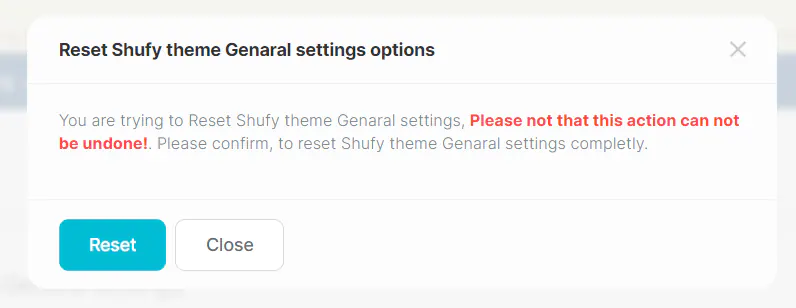 Reset Shufy theme Genaral settings options
You are trying to Reset Shufy theme Genaral settings, Please not that this action can not
be undone!. Please confirm, to reset Shufy theme Genaral settings completly.
Reset
Close